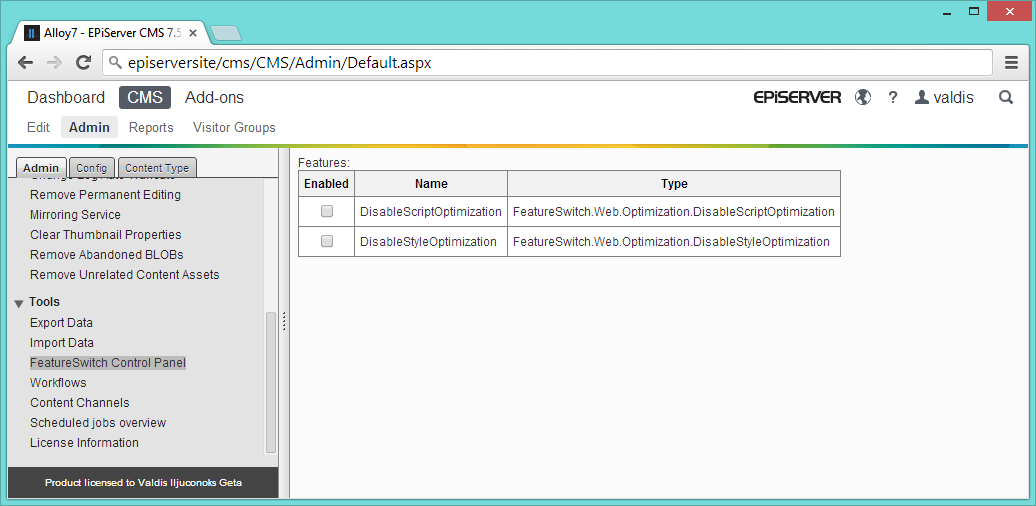 Alloy7 - EPiServer CMS 7.5
episerversite/cms/CMS/Admin/Default.aspx
Dashboard CMS Add-ons EPiSERVER ? valdis
Edit Admin Reports Visitor Groups
Admin Config Content Type
Change Log Auto Truncate
Remove Permanent Editing
Mirroring Service
Clear Thumbnail Properties
Remove Abandoned BLOBs
Remove Unrelated Content Assets
Tools
Export Data
Import Data
FeatureSwitch Control Panel
Workflows
Content Channels
Scheduled jobs overview
License Information
Product licensed to Valdis Iljuconoks Geta
Features:
Enabled Name Type
DisableScriptOptimization FeatureSwitch.Web.Optimization.DisableScriptOptimization
DisableStyleOptimization FeatureSwitch.Web.Optimization.DisableStyleOptimization